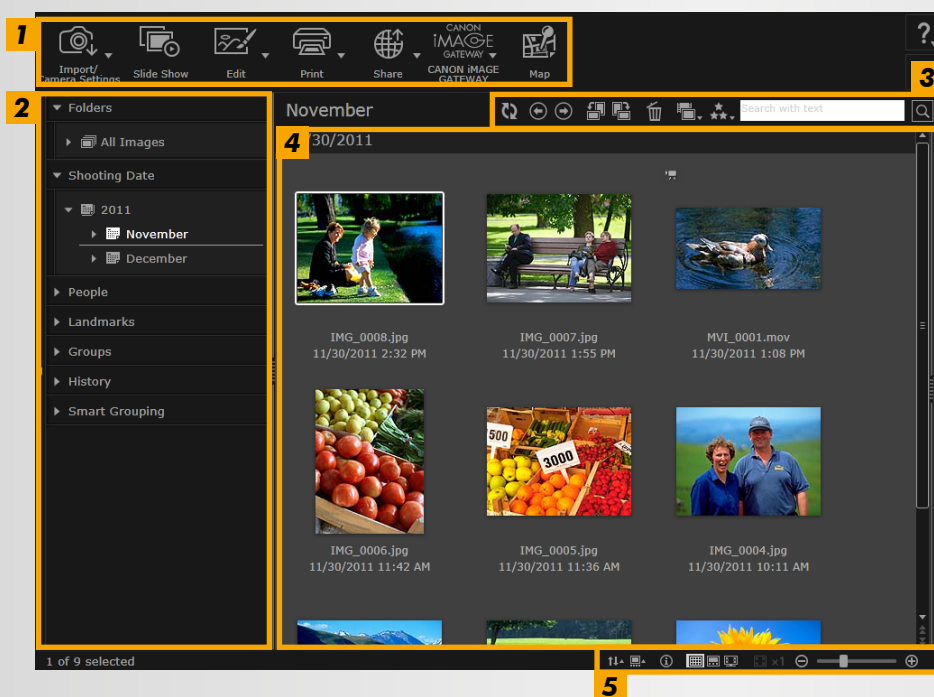 1
Import/
Camera Settings
Slide Show
Edit
Print
Share
CANON
iMAGE
GATEWAY
CANON iMAGE
GATEWAY
Map
?
2
Folders
All Images
Shooting Date
2011
November
December
People
Landmarks
Groups
History
Smart Grouping
November
3
Search with text
4
/30/2011
IMG_0008.jpg
11/30/2011 2:32 PM
IMG_0007.jpg
11/30/2011 1:55 PM
MVI_0001.mov
11/30/2011 1:08 PM
500
3000
IMG_0006.jpg
11/30/2011 11:42 AM
IMG_0005.jpg
11/30/2011 11:36 AM
IMG_0004.jpg
11/30/2011 10:11 AM
1 of 9 selected
x1
5